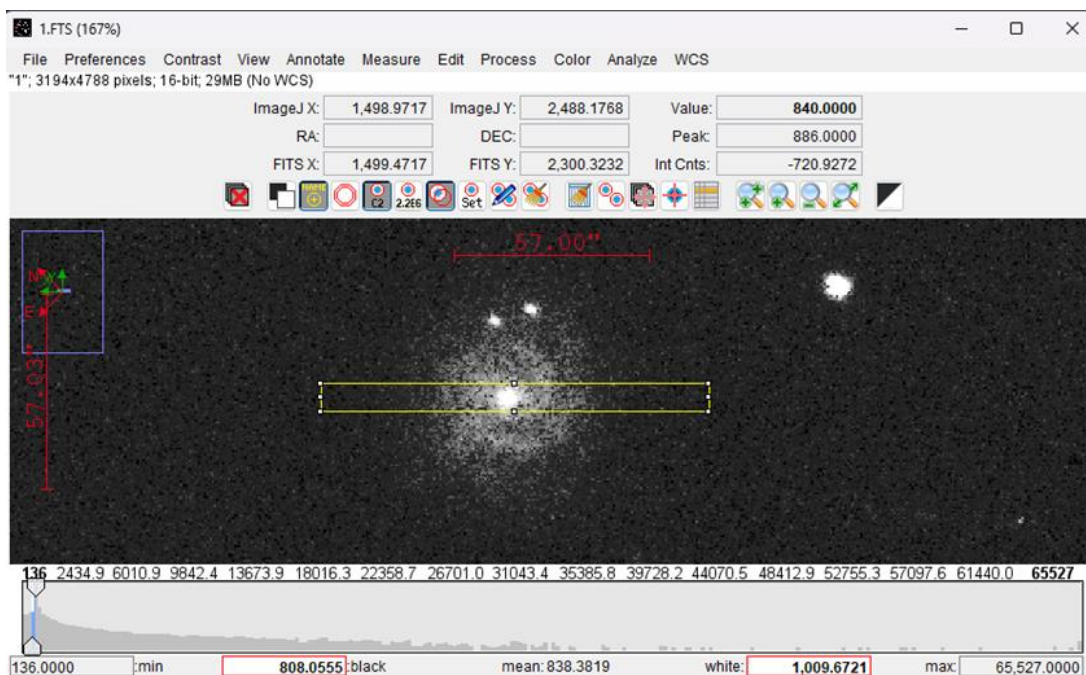 1.FTS (167%)
File Preferences Contrast View Annotate Measure Edit Process Color Analyze WCS
"1"; 3194x4788 pixels; 16-bit; 29MB (No WCS)
ImageJ X: 1,498.9717 ImageJ Y: 2,488.1768 Value: 840.0000
RA: DEC: Peak: 886.0000
FITS X: 1,499.4717 FITS Y: 2,300.3232 Int Cnts: -720.9272
NAME C2 2.2E6 Set
57.00"
N Y
E
57.03"
136 2434.9 6010.9 9842.4 13673.9 18016.3 22358.7 26701.0 31043.4 35385.8 39728.2 44070.5 48412.9 52755.3 57097.6 61440.0 65527
136.0000 :min 808.0555 :black mean: 838.3819 white: 1,009.6721 max: 65,527.0000